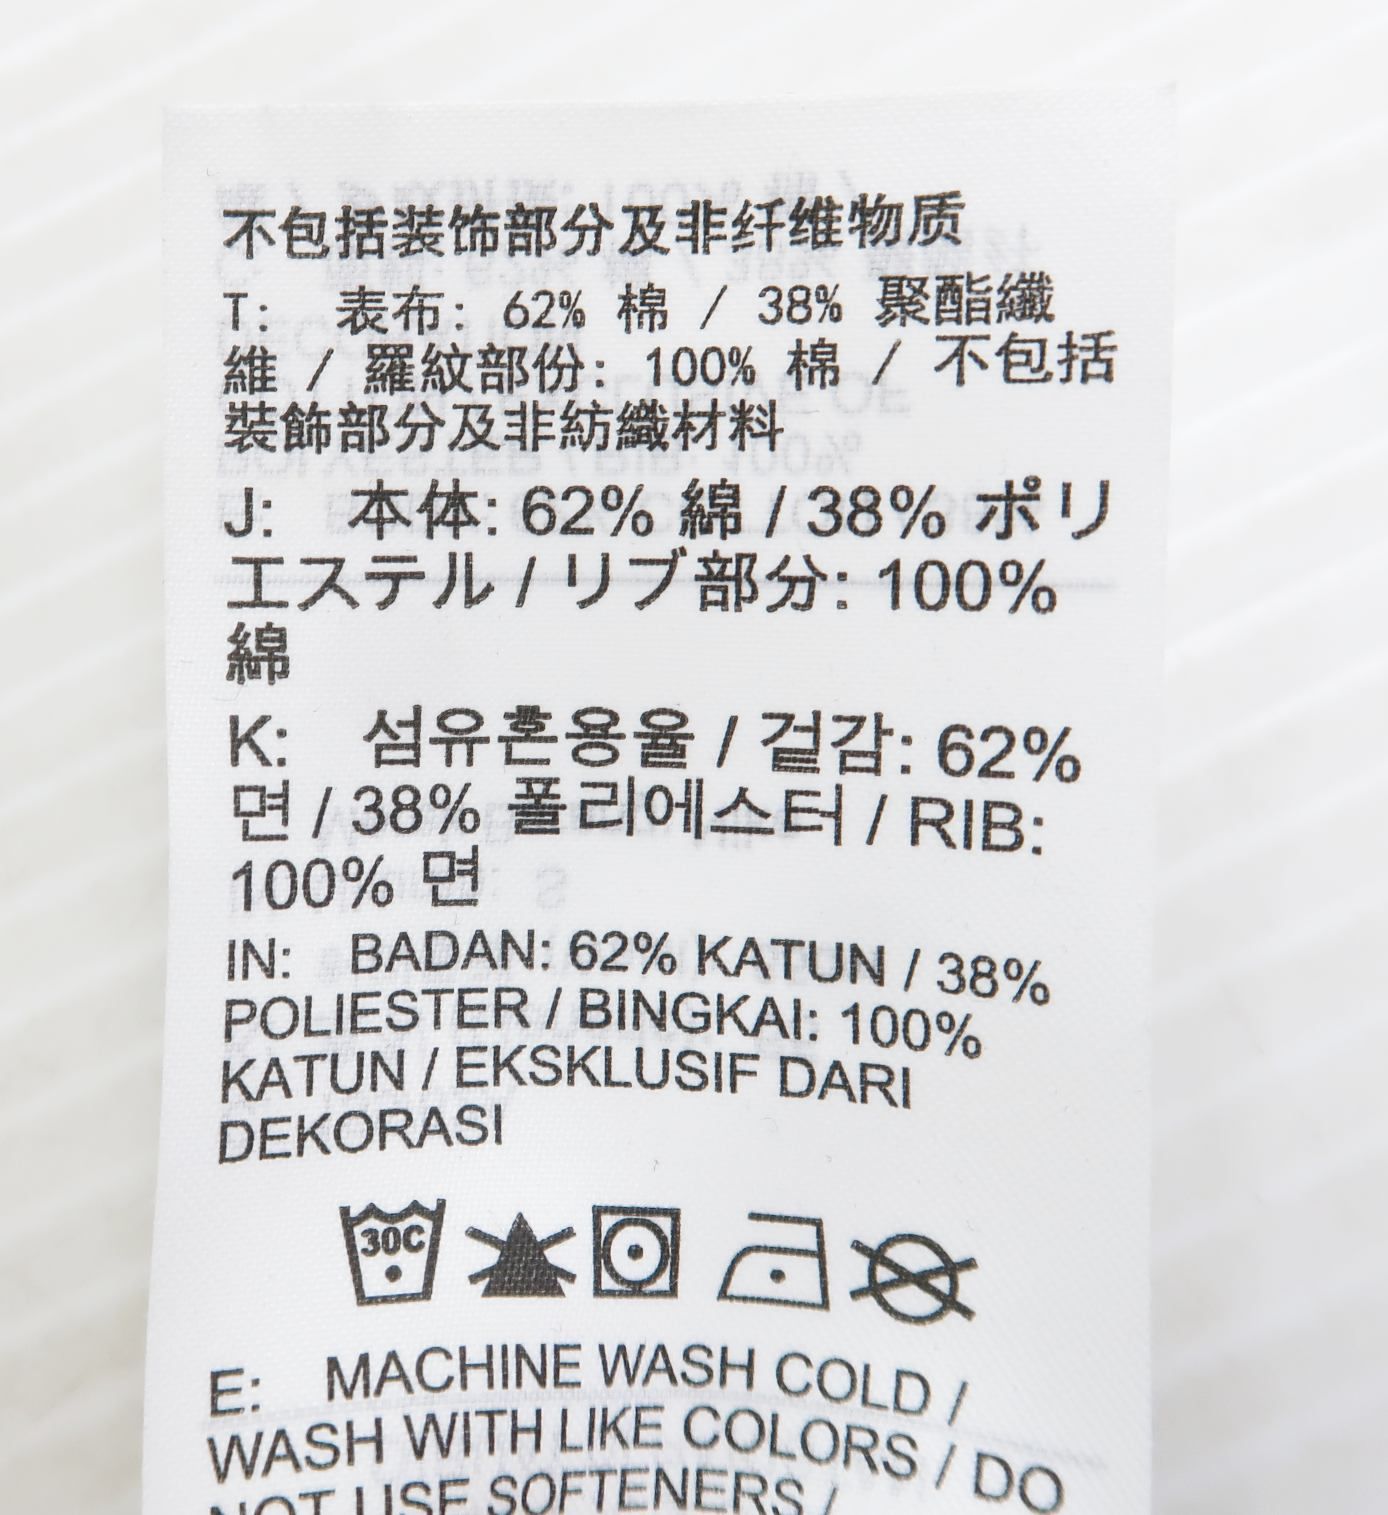 不包括装饰部分及非纤维物质
T: 表布: 62% 棉 / 38% 聚酯纖
維 / 羅紋部份: 100% 棉 / 不包括
裝飾部分及非紡織材料
J: 本体: 62% 綿 / 38% ポリ
エステル / リブ部分: 100%
綿
K: 섬유혼용율 / 겉감: 62%
면 / 38% 폴리에스터 / RIB:
100% 면
IN: BADAN: 62% KATUN / 38%
POLIESTER / BINGKAI: 100%
KATUN / EKSKLUSIF DARI
DEKORASI
30C
E: MACHINE WASH COLD /
WASH WITH LIKE COLORS / DO
NOT USE SOFTENERS /